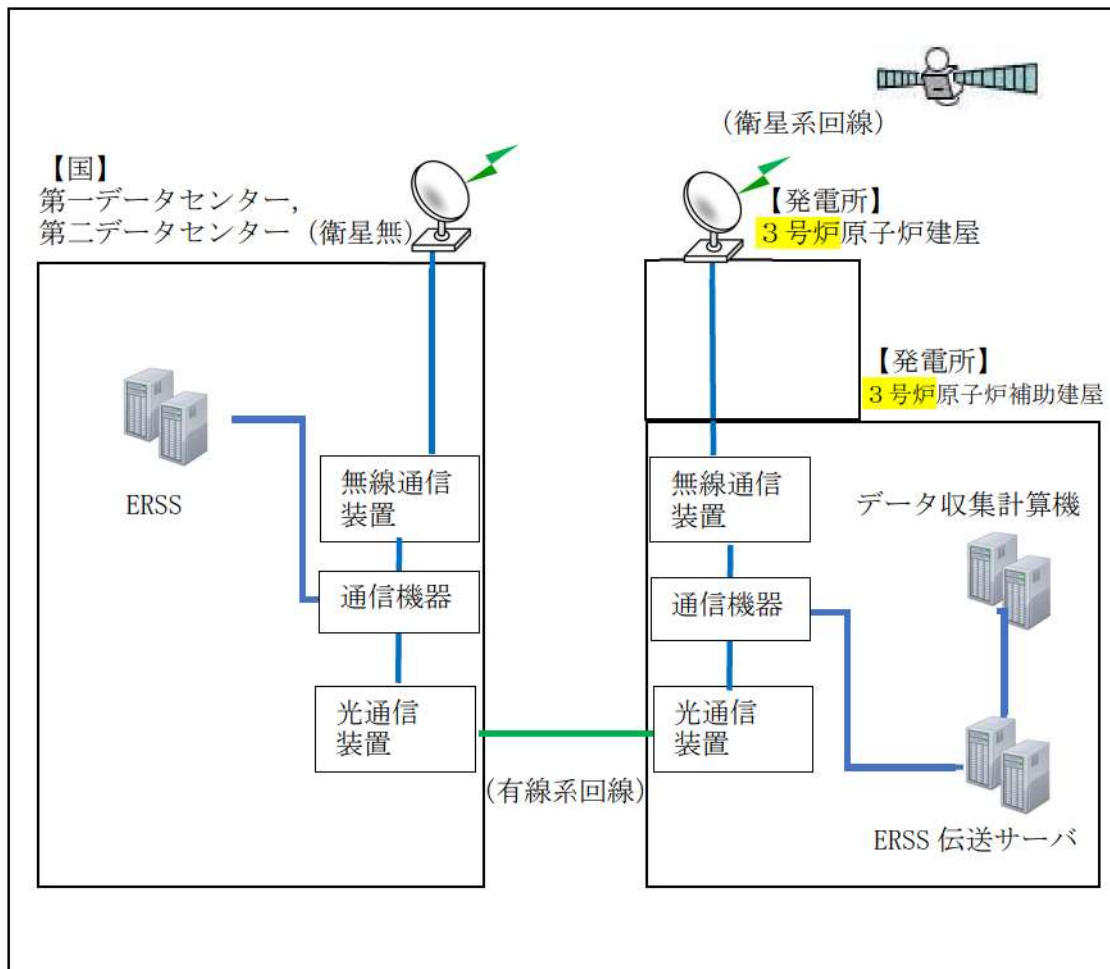 (衛星系回線)
【国】
第一データセンター,
第二データセンター (衛星無)
【発電所】
3号炉原子炉建屋
【発電所】
3号炉原子炉補助建屋
ERSS
無線通信
装置
通信機器
光通信
装置
(有線系回線)
無線通信
装置
通信機器
光通信
装置
データ収集計算機
ERSS 伝送サーバ